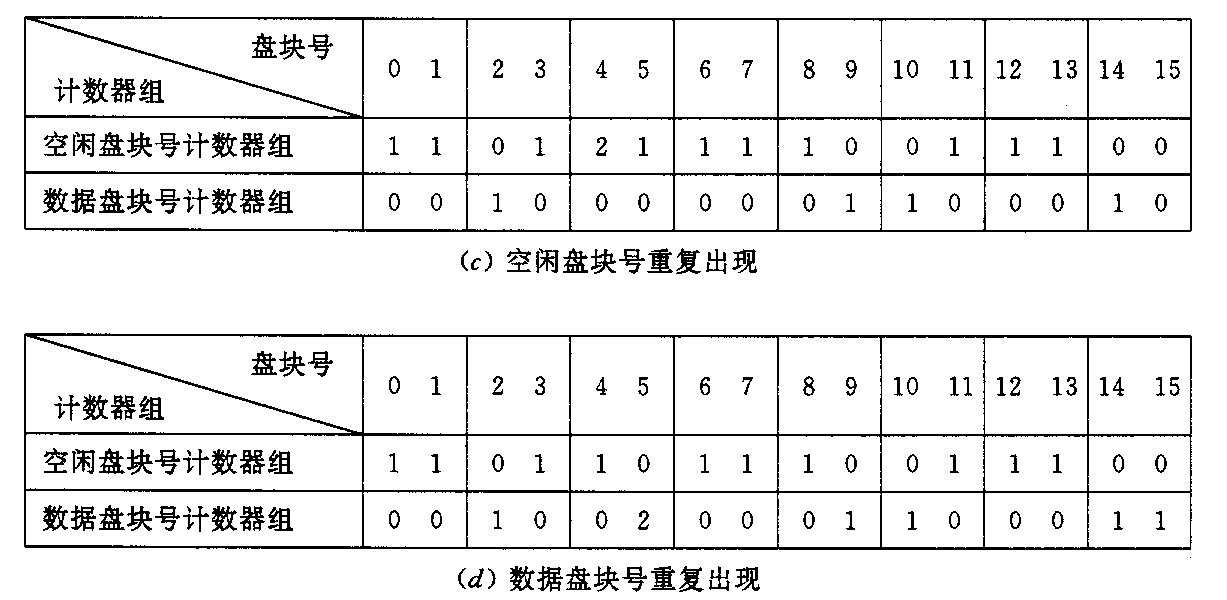 盘块号
计数器组
0 1 2 3 4 5 6 7 8 9 10 11 12 13 14 15
空闲盘块号计数器组 1 1 0 1 2 1 1 1 1 0 0 1 1 1 0 0
数据盘块号计数器组 0 0 1 0 0 0 0 0 0 1 1 0 0 0 1 0
(c) 空闲盘块号重复出现
盘块号
计数器组
0 1 2 3 4 5 6 7 8 9 10 11 12 13 14 15
空闲盘块号计数器组 1 1 0 1 1 0 1 1 1 0 0 1 1 1 0 0
数据盘块号计数器组 0 0 1 0 0 2 0 0 0 1 1 0 0 0 1 1
(d) 数据盘块号重复出现